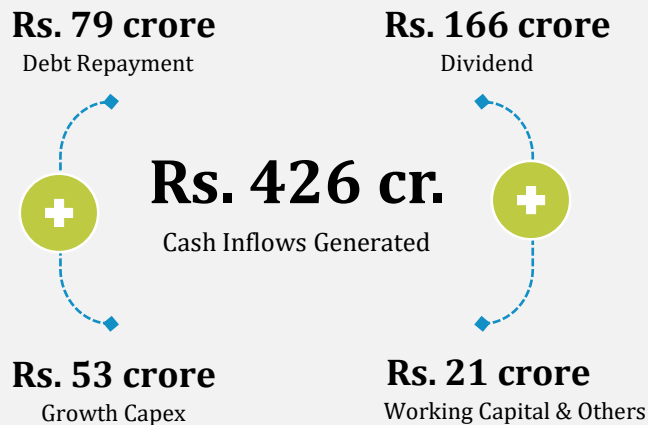 Rs. 79 crore
Debt Repayment
Rs. 166 crore
Dividend
Rs. 426 cr.
Cash Inflows Generated
Rs. 53 crore
Growth Capex
Rs. 21 crore
Working Capital & Others